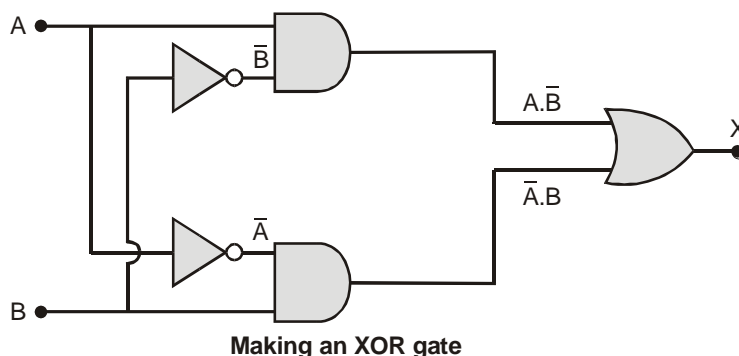 A
B̅
A.B̅
X
A̅.B
A̅
B
Making an XOR gate